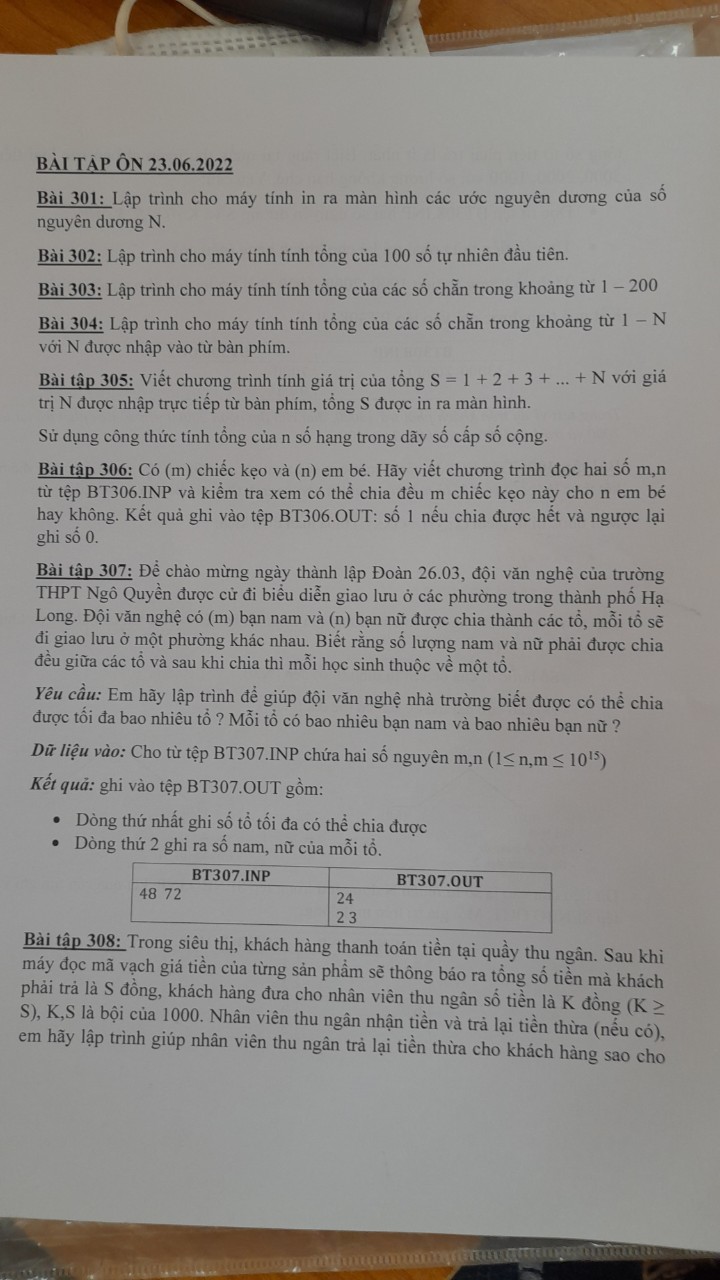 BÀI TẬP ÔN 23.06.2022
Bài 301: Lập trình cho máy tính in ra màn hình các ước nguyên dương của số
nguyên dương N.
Bài 302: Lập trình cho máy tính tính tổng của 100 số tự nhiên đầu tiên.
Bài 303: Lập trình cho máy tính tính tổng của các số chẵn trong khoảng từ 1 – 200
Bài 304: Lập trình cho máy tính tính tổng của các số chẵn trong khoảng từ 1 – N
với N được nhập vào từ bàn phím.
Bài tập 305: Viết chương trình tính giá trị của tổng S = 1 + 2 + 3 + ... + N với giá
trị N được nhập trực tiếp từ bàn phím, tổng S được in ra màn hình.
Sử dụng công thức tính tổng của n số hạng trong dãy số cấp số cộng.
Bài tập 306: Có (m) chiếc kẹo và (n) em bé. Hãy viết chương trình đọc hai số m,n
từ tệp BT306.INP và kiểm tra xem có thể chia đều m chiếc kẹo này cho n em bé
hay không. Kết quả ghi vào tệp BT306.OUT: số 1 nếu chia được hết và ngược lại
ghi số 0.
Bài tập 307: Để chào mừng ngày thành lập Đoàn 26.03, đội văn nghệ của trường
THPT Ngô Quyền được cử đi biểu diễn giao lưu ở các phường trong thành phố Hạ
Long. Đội văn nghệ có (m) bạn nam và (n) bạn nữ được chia thành các tổ, mỗi tổ sẽ
đi giao lưu ở một phường khác nhau. Biết rằng số lượng nam và nữ phải được chia
đều giữa các tổ và sau khi chia thì mỗi học sinh thuộc về một tổ.
Yêu cầu: Em hãy lập trình để giúp đội văn nghệ nhà trường biết được có thể chia
được tối đa bao nhiêu tổ ? Mỗi tổ có bao nhiêu bạn nam và bao nhiêu bạn nữ ?
Dữ liệu vào: Cho từ tệp BT307.INP chứa hai số nguyên m,n (1≤ n,m ≤ 10¹⁵)
Kết quả: ghi vào tệp BT307.OUT gồm:
• Dòng thứ nhất ghi số tổ tối đa có thể chia được
• Dòng thứ 2 ghi ra số nam, nữ của mỗi tổ.
BT307.INP BT307.OUT
48 72 24
2 3
Bài tập 308: Trong siêu thị, khách hàng thanh toán tiền tại quầy thu ngân. Sau khi
máy đọc mã vạch giá tiền của từng sản phẩm sẽ thông báo ra tổng số tiền mà khách
phải trả là S đồng, khách hàng đưa cho nhân viên thu ngân số tiền là K đồng (K ≥
S), K,S là bội của 1000. Nhân viên thu ngân nhận tiền và trả lại tiền thừa (nếu có),
em hãy lập trình giúp nhân viên thu ngân trả lại tiền thừa cho khách hàng sao cho